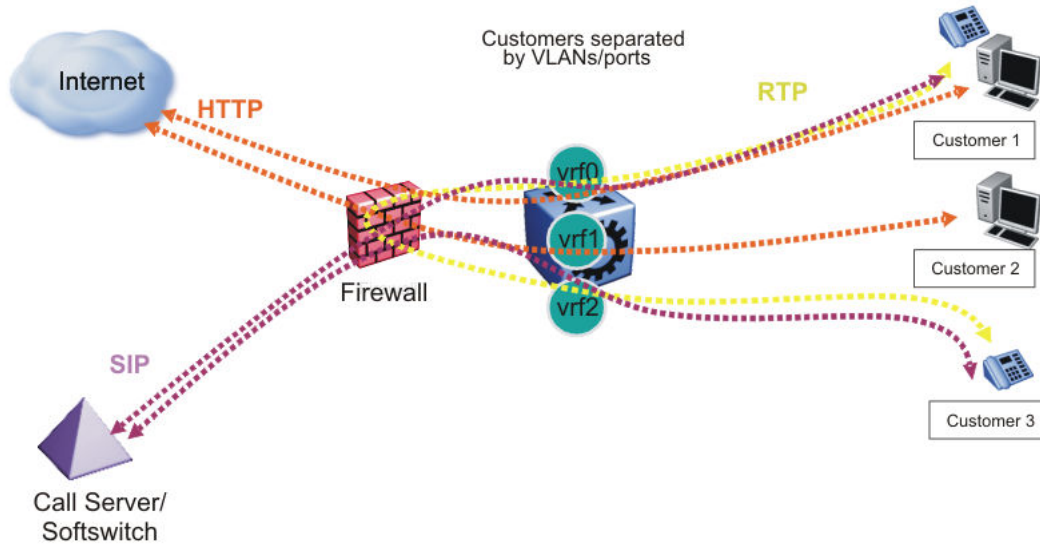 Customers separated
by VLANs/ports
Internet
HTTP
RTP
Customer 1
vrf0
vrf1
Customer 2
Firewall
vrf2
SIP
Customer 3
Call Server/
Softswitch